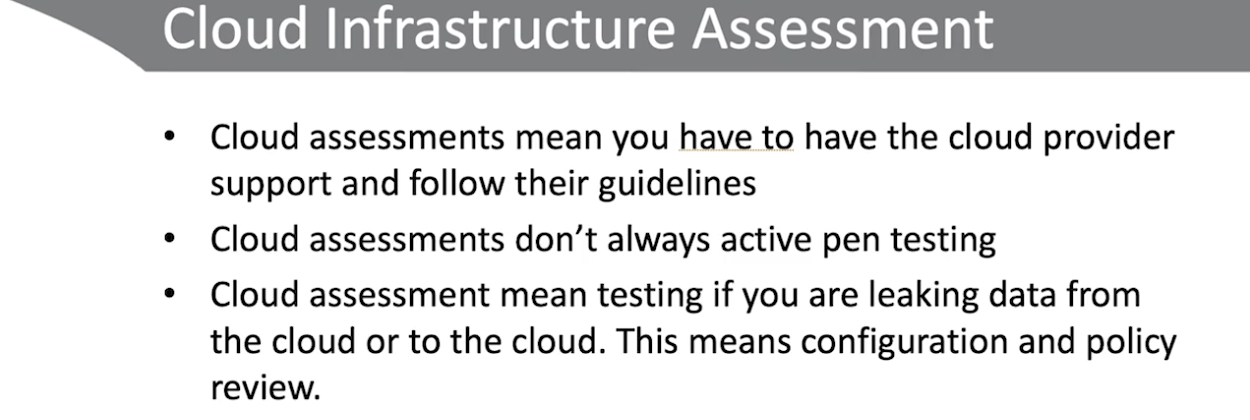 Cloud Infrastructure Assessment
• Cloud assessments mean you have to have the cloud provider
support and follow their guidelines
• Cloud assessments don’t always active pen testing
• Cloud assessment mean testing if you are leaking data from
the cloud or to the cloud. This means configuration and policy
review.